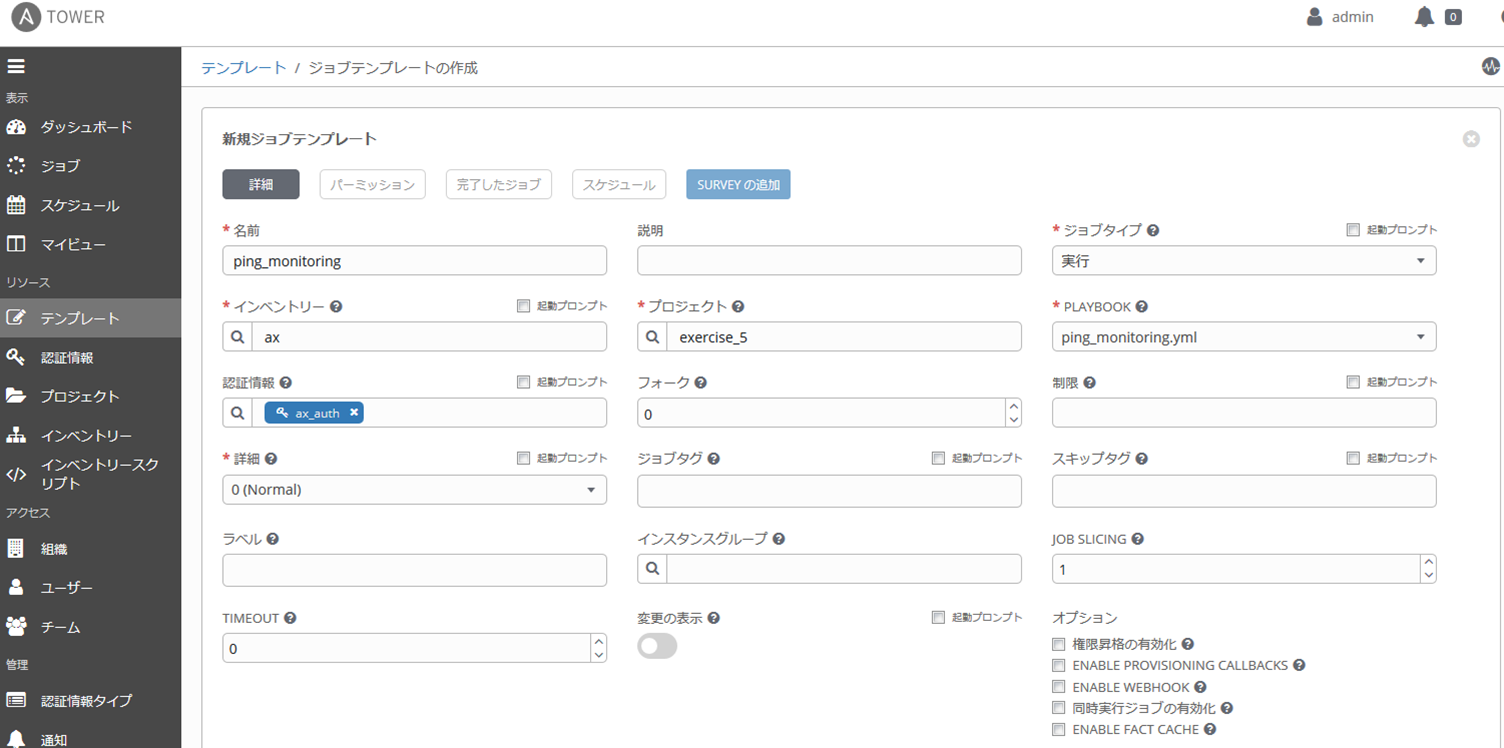 A TOWER
admin
0
テンプレート / ジョブテンプレートの作成
表示
ダッシュボード
ジョブ
スケジュール
マイビュー
リソース
テンプレート
認証情報
プロジェクト
インベントリー
インベントリースク
リプト
アクセス
組織
ユーザー
チーム
管理
認証情報タイプ
通知
新規ジョブテンプレート
詳細 パーミッション 完了したジョブ スケジュール SURVEY の追加
* 名前
ping_monitoring
説明
* ジョブタイプ ? 起動プロンプト
実行
* インベントリー ? 起動プロンプト
ax
* プロジェクト ?
exercise_5
* PLAYBOOK ?
ping_monitoring.yml
認証情報 ? 起動プロンプト
ax_auth ×
フォーク ?
0
制限 ? 起動プロンプト
* 詳細 ? 起動プロンプト
0 (Normal)
ジョブタグ ? 起動プロンプト
スキップタグ ? 起動プロンプト
ラベル ?
インスタンスグループ ?
JOB SLICING ?
1
TIMEOUT ?
0
変更の表示 ? 起動プロンプト
オプション
権限昇格の有効化 ?
ENABLE PROVISIONING CALLBACKS ?
ENABLE WEBHOOK ?
同時実行ジョブの有効化 ?
ENABLE FACT CACHE ?